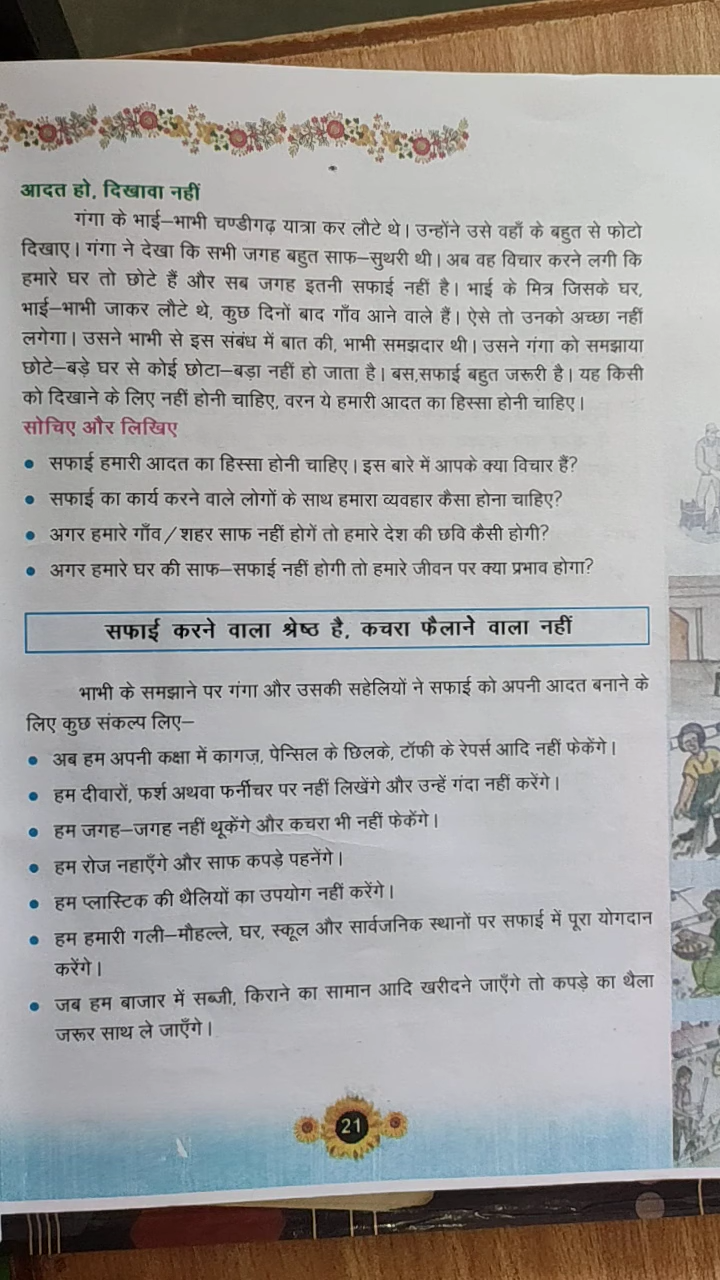 आदत हो, दिखावा नहीं
गंगा के भाई–भाभी चण्डीगढ़ यात्रा कर लौटे थे। उन्होंने उसे वहाँ के बहुत से फोटो
दिखाए। गंगा ने देखा कि सभी जगह बहुत साफ–सुथरी थी। अब वह विचार करने लगी कि
हमारे घर तो छोटे हैं और सब जगह इतनी सफाई नहीं है। भाई के मित्र जिसके घर,
भाई–भाभी जाकर लौटे थे, कुछ दिनों बाद गाँव आने वाले हैं। ऐसे तो उनको अच्छा नहीं
लगेगा। उसने भाभी से इस संबंध में बात की, भाभी समझदार थी। उसने गंगा को समझाया
छोटे–बड़े घर से कोई छोटा–बड़ा नहीं हो जाता है। बस,सफाई बहुत जरूरी है। यह किसी
को दिखाने के लिए नहीं होनी चाहिए, वरन ये हमारी आदत का हिस्सा होनी चाहिए।
सोचिए और लिखिए
• सफाई हमारी आदत का हिस्सा होनी चाहिए। इस बारे में आपके क्या विचार हैं?
• सफाई का कार्य करने वाले लोगों के साथ हमारा व्यवहार कैसा होना चाहिए?
• अगर हमारे गाँव/शहर साफ नहीं होगें तो हमारे देश की छवि कैसी होगी?
• अगर हमारे घर की साफ–सफाई नहीं होगी तो हमारे जीवन पर क्या प्रभाव होगा?
सफाई करने वाला श्रेष्ठ है, कचरा फैलाने वाला नहीं
भाभी के समझाने पर गंगा और उसकी सहेलियों ने सफाई को अपनी आदत बनाने के
लिए कुछ संकल्प लिए–
• अब हम अपनी कक्षा में कागज़, पेन्सिल के छिलके, टॉफी के रेपर्स आदि नहीं फेकेंगे।
• हम दीवारों, फर्श अथवा फर्नीचर पर नहीं लिखेंगे और उन्हें गंदा नहीं करेंगे।
• हम जगह–जगह नहीं थूकेंगे और कचरा भी नहीं फेकेंगे।
• हम रोज नहाएँगे और साफ कपड़े पहनेंगे।
• हम प्लास्टिक की थैलियों का उपयोग नहीं करेंगे।
• हम हमारी गली–मौहल्ले, घर, स्कूल और सार्वजनिक स्थानों पर सफाई में पूरा योगदान
करेंगे।
• जब हम बाजार में सब्जी, किराने का सामान आदि खरीदने जाएँगे तो कपड़े का थैला
जरूर साथ ले जाएँगे।
21